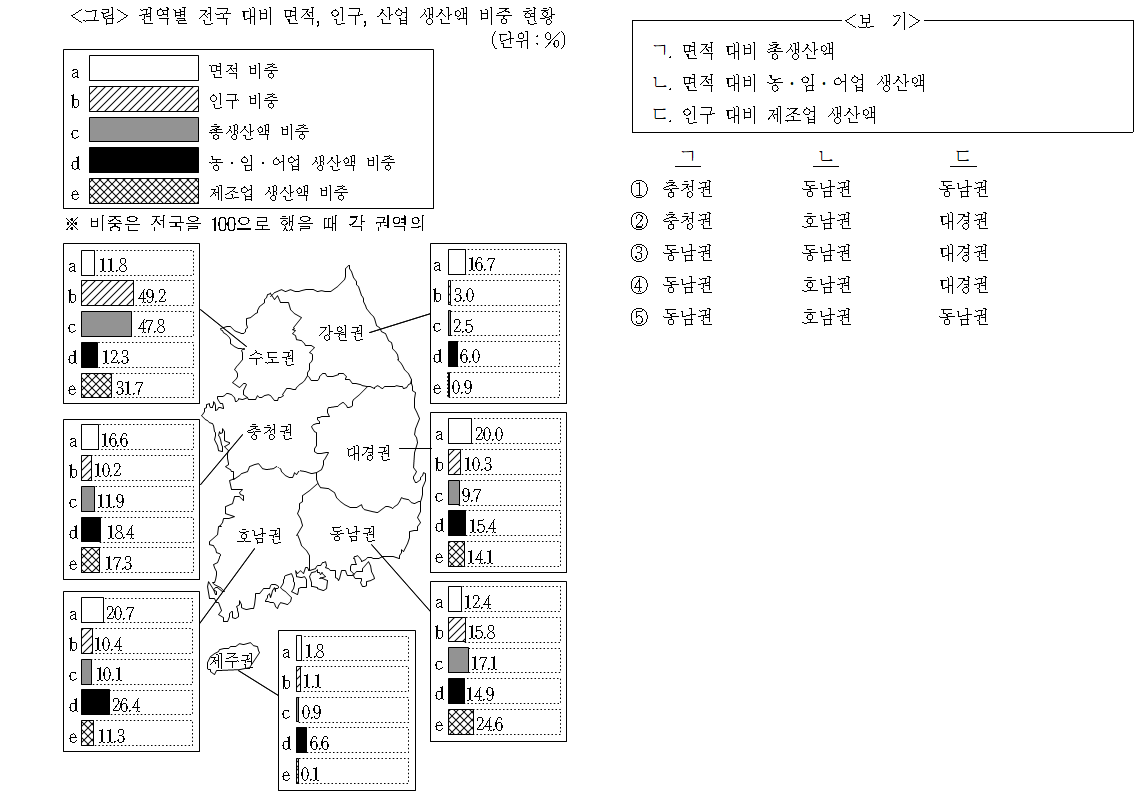 <그림> 권역별 전국 대비 면적, 인구, 산업 생산액 비중 현황
(단위:%)
a 면적 비중
b 인구 비중
c 총생산액 비중
d 농·임·어업 생산액 비중
e 제조업 생산액 비중
※ 비중은 전국을 100으로 했을 때 각 권역의
a 11.8
b 49.2
c 47.8
d 12.3
e 31.7
수도권
강원권
a 16.7
b 3.0
c 2.5
d 6.0
e 0.9
a 16.6
b 10.2
c 11.9
d 18.4
e 17.3
충청권
대경권
a 20.0
b 10.3
c 9.7
d 15.4
e 14.1
호남권
동남권
a 20.7
b 10.4
c 10.1
d 26.4
e 11.3
제주권
a 1.8
b 1.1
c 0.9
d 6.6
e 0.1
a 12.4
b 15.8
c 17.1
d 14.9
e 24.6
<보 기>
ㄱ. 면적 대비 총생산액
ㄴ. 면적 대비 농·임·어업 생산액
ㄷ. 인구 대비 제조업 생산액
ㄱ ㄴ ㄷ
① 충청권 동남권 동남권
② 충청권 호남권 대경권
③ 동남권 동남권 대경권
④ 동남권 호남권 대경권
⑤ 동남권 호남권 동남권